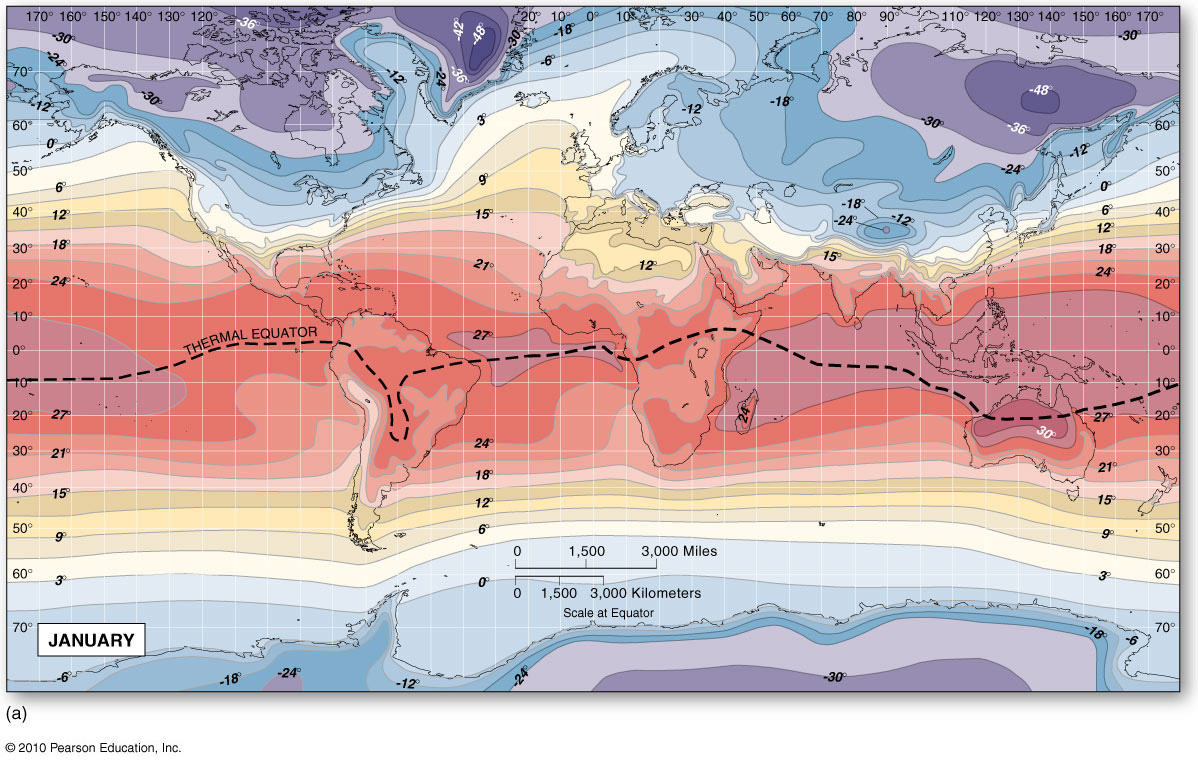 170° 160° 150° 140° 130° 120° -36 -42 -48 -30 20° 10° 0° 10° -18 40° 50° 60° 70° 80° 90° 110° 120° 130° 140° 150° 160° 170°
-30 -30
-24 -6
70° -12 -24 -36 70°
-12 -30 -12 -18 -48
60° 3° -30 -36 60°
0° -24 -12
50° 9° 50°
6° -18 0°
40° 12° 15° -24 -12 6° 40°
12°
30° 18° 15° 18° 30°
21° 12° 24°
20° 24° 20°
10° 27° 10°
THERMAL EQUATOR
0° 0°
10° 10°
20° 27° 24° 27° 20°
30° 21° 24° 30° 30°
18° 21°
40° 15° 12° 15° 40°
50° 9° 6° 9° 50°
0 1,500 3,000 Miles
60° 3° 0° 3° 60°
0 1,500 3,000 Kilometers
Scale at Equator
70° JANUARY -18 -6 70°
-6 -18 -24 -12 -24 -30
(a)
© 2010 Pearson Education, Inc.